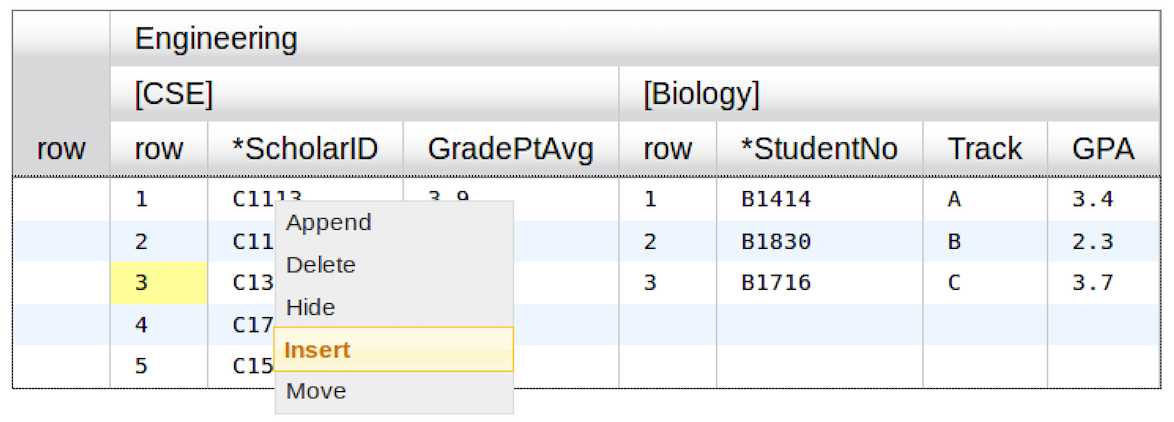 Engineering
[CSE] [Biology]
row row *ScholarID GradePtAvg row *StudentNo Track GPA
1 C1113 3.9 1 B1414 A 3.4
2 C11 2 B1830 B 2.3
3 C13 3 B1716 C 3.7
4 C17
5 C15
Append
Delete
Hide
Insert
Move